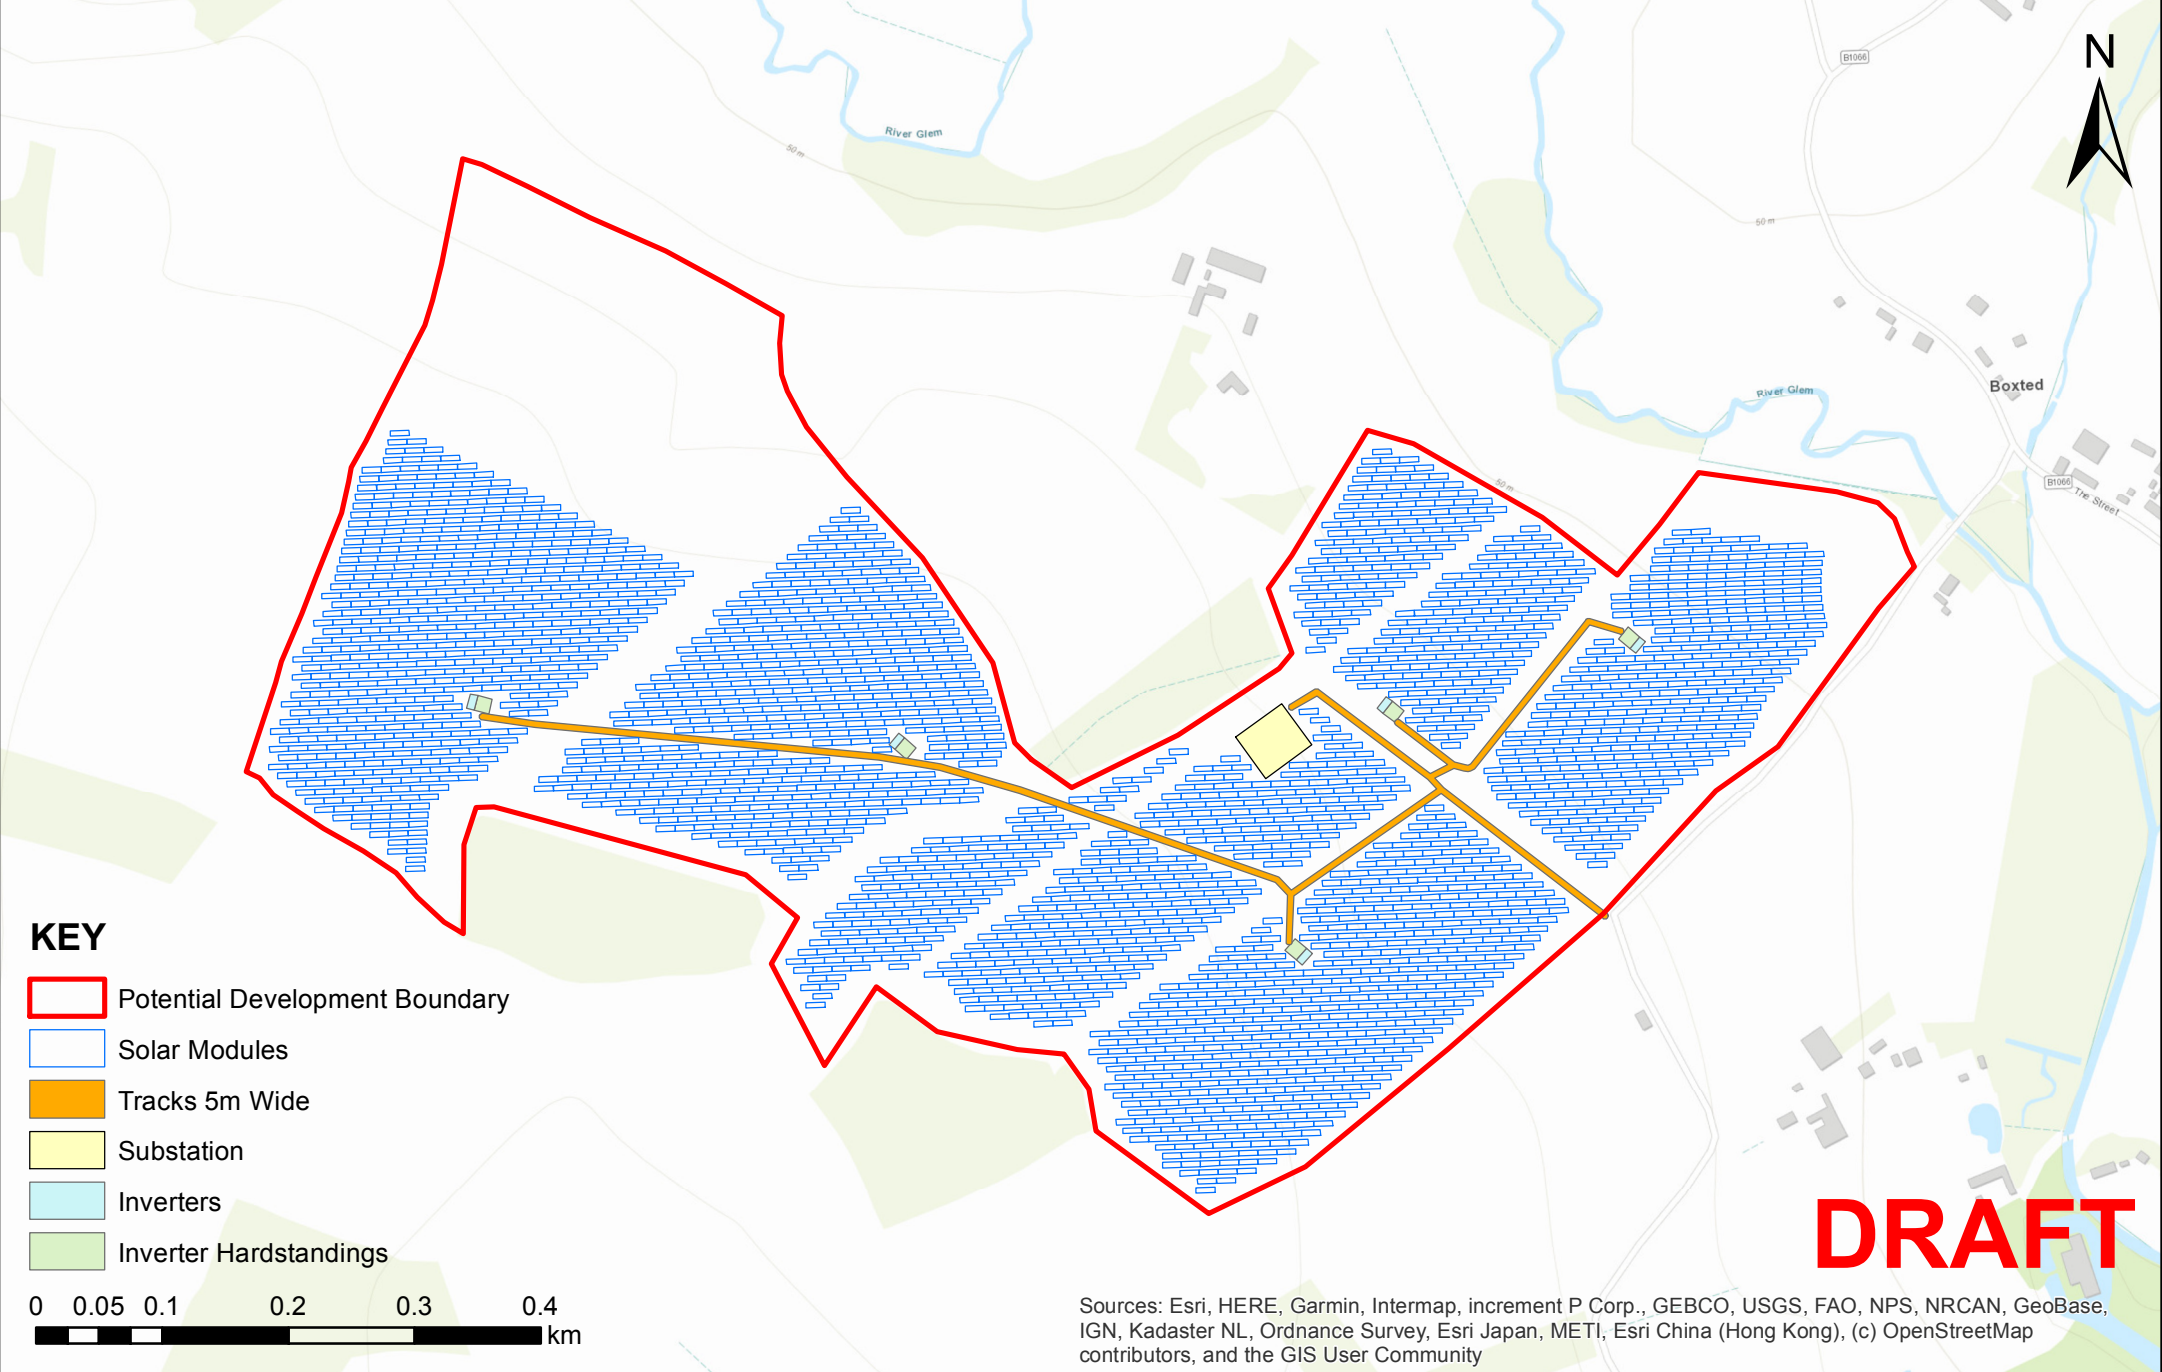 B1066
N
River Glem
50 m
50 m
River Glem
Boxted
50 m
B1066
The Street
KEY
Potential Development Boundary
Solar Modules
Tracks 5m Wide
Substation
Inverters
Inverter Hardstandings
0 0.05 0.1 0.2 0.3 0.4
km
DRAFT
Sources: Esri, HERE, Garmin, Intermap, increment P Corp., GEBCO, USGS, FAO, NPS, NRCAN, GeoBase,
IGN, Kadaster NL, Ordnance Survey, Esri Japan, METI, Esri China (Hong Kong), (c) OpenStreetMap
contributors, and the GIS User Community